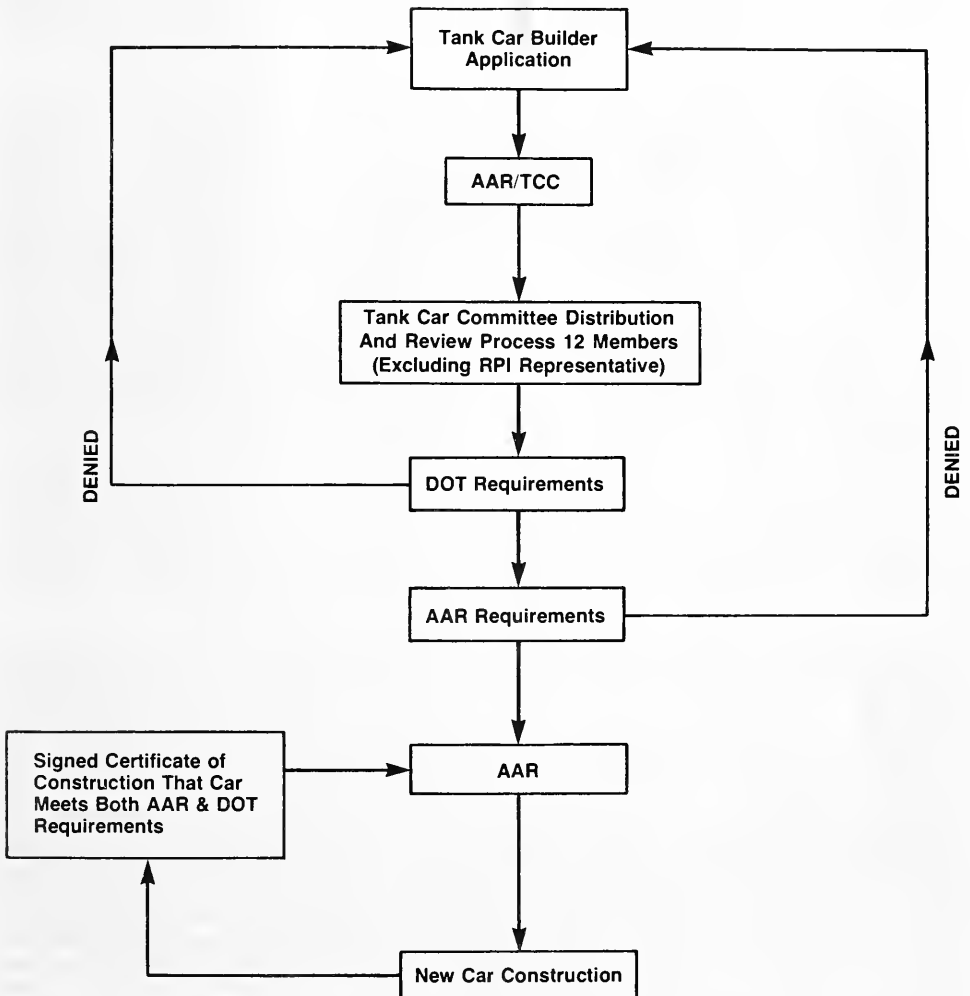 Tank Car Builder
Application
AAR/TCC
Tank Car Committee Distribution
And Review Process 12 Members
(Excluding RPI Representative)
DENIED
DENIED
DOT Requirements
AAR Requirements
Signed Certificate of
Construction That Car
Meets Both AAR & DOT
Requirements
AAR
New Car Construction